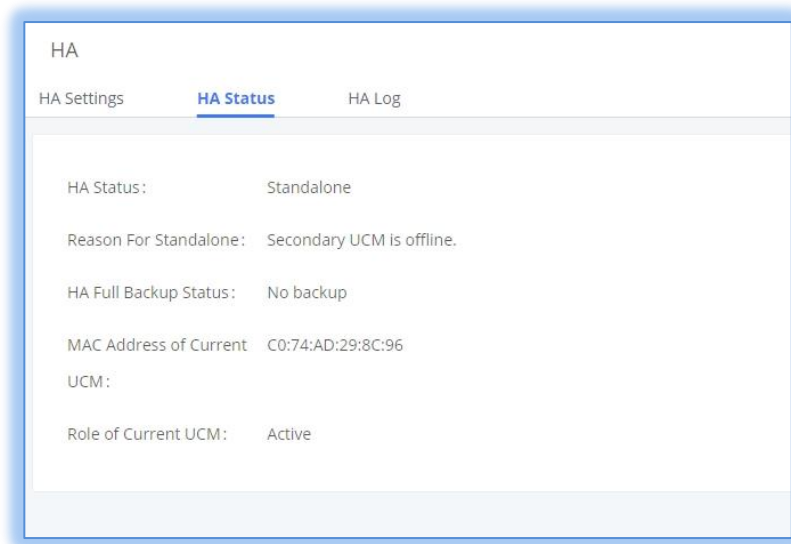 HA
HA Settings HA Status HA Log
HA Status: Standalone
Reason For Standalone: Secondary UCM is offline.
HA Full Backup Status: No backup
MAC Address of Current C0:74:AD:29:8C:96
UCM:
Role of Current UCM: Active